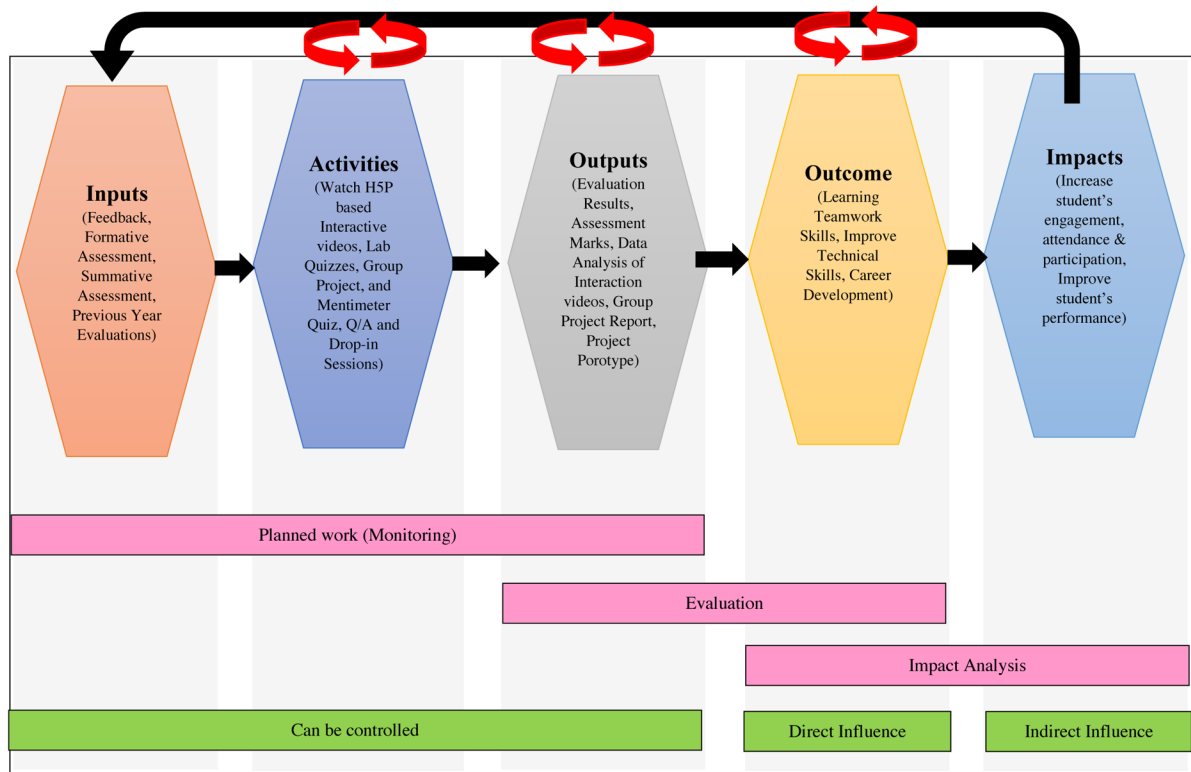 Inputs
(Feedback,
Formative
Assessment,
Summative
Assessment,
Previous Year
Evaluations)
Activities
(Watch H5P
based
Interactive
videos, Lab
Quizzes, Group
Project, and
Mentimeter
Quiz, Q/A and
Drop-in
Sessions)
Outputs
(Evaluation
Results,
Assessment
Marks, Data
Analysis of
Interaction
videos, Group
Project Report,
Project
Porotype)
Outcome
(Learning
Teamwork
Skills, Improve
Technical
Skills, Career
Development)
Impacts
(Increase
student's
engagement,
attendance &
participation,
Improve
student's
performance)
Planned work (Monitoring)
Evaluation
Impact Analysis
Can be controlled
Direct Influence
Indirect Influence